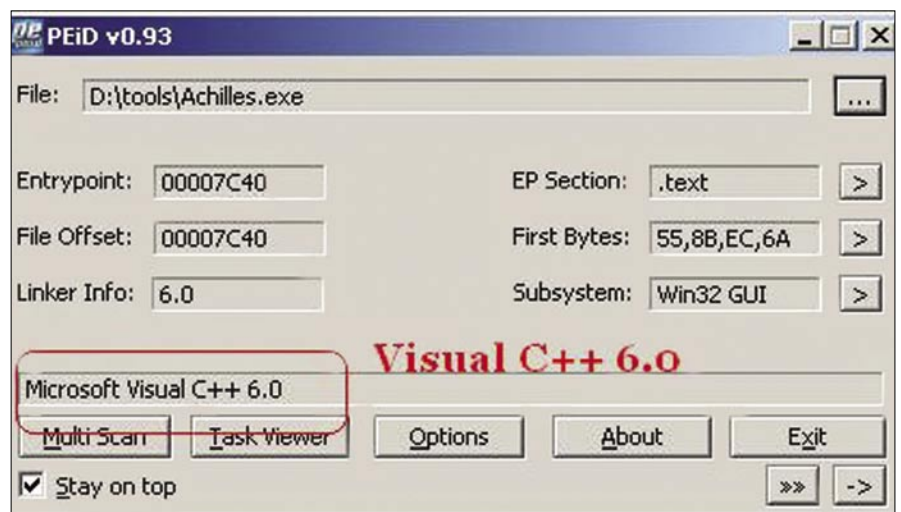 PEiD v0.93
File: D:\tools\Achilles.exe ...
Entrypoint: 00007C40 EP Section: .text >
File Offset: 00007C40 First Bytes: 55,8B,EC,6A >
Linker Info: 6.0 Subsystem: Win32 GUI >
Visual C++ 6.0
Microsoft Visual C++ 6.0
Multi Scan Task Viewer Options About Exit
Stay on top »» ->